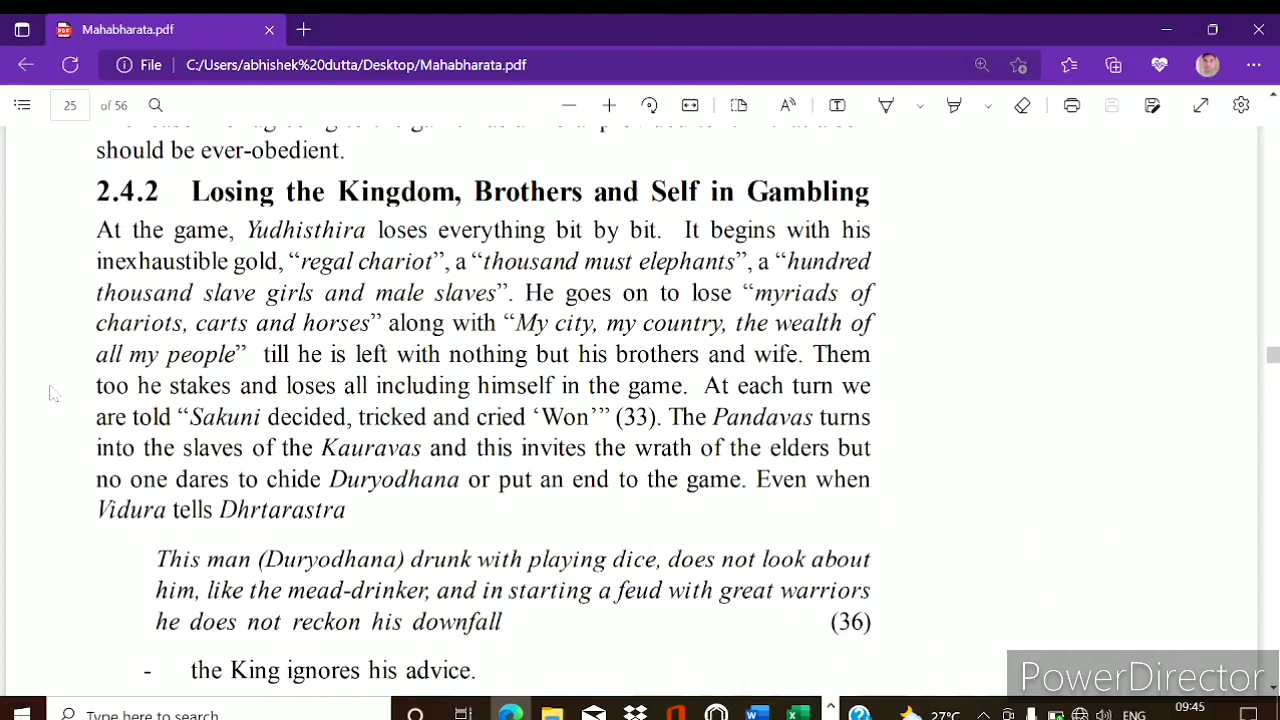 Mahabharata.pdf
File C:/Users/abhishek%20dutta/Desktop/Mahabharata.pdf
25 of 56
should be ever-obedient.
2.4.2 Losing the Kingdom, Brothers and Self in Gambling
At the game, Yudhisthira loses everything bit by bit. It begins with his
inexhaustible gold, “regal chariot”, a “thousand must elephants”, a “hundred
thousand slave girls and male slaves”. He goes on to lose “myriads of
chariots, carts and horses” along with “My city, my country, the wealth of
all my people” till he is left with nothing but his brothers and wife. Them
too he stakes and loses all including himself in the game. At each turn we
are told “Sakuni decided, tricked and cried ‘Won’” (33). The Pandavas turns
into the slaves of the Kauravas and this invites the wrath of the elders but
no one dares to chide Duryodhana or put an end to the game. Even when
Vidura tells Dhrtarastra
This man (Duryodhana) drunk with playing dice, does not look about
him, like the mead-drinker, and in starting a feud with great warriors
he does not reckon his downfall (36)
- the King ignores his advice.
PowerDirector
09:45
Type here to search
27°C
ENG